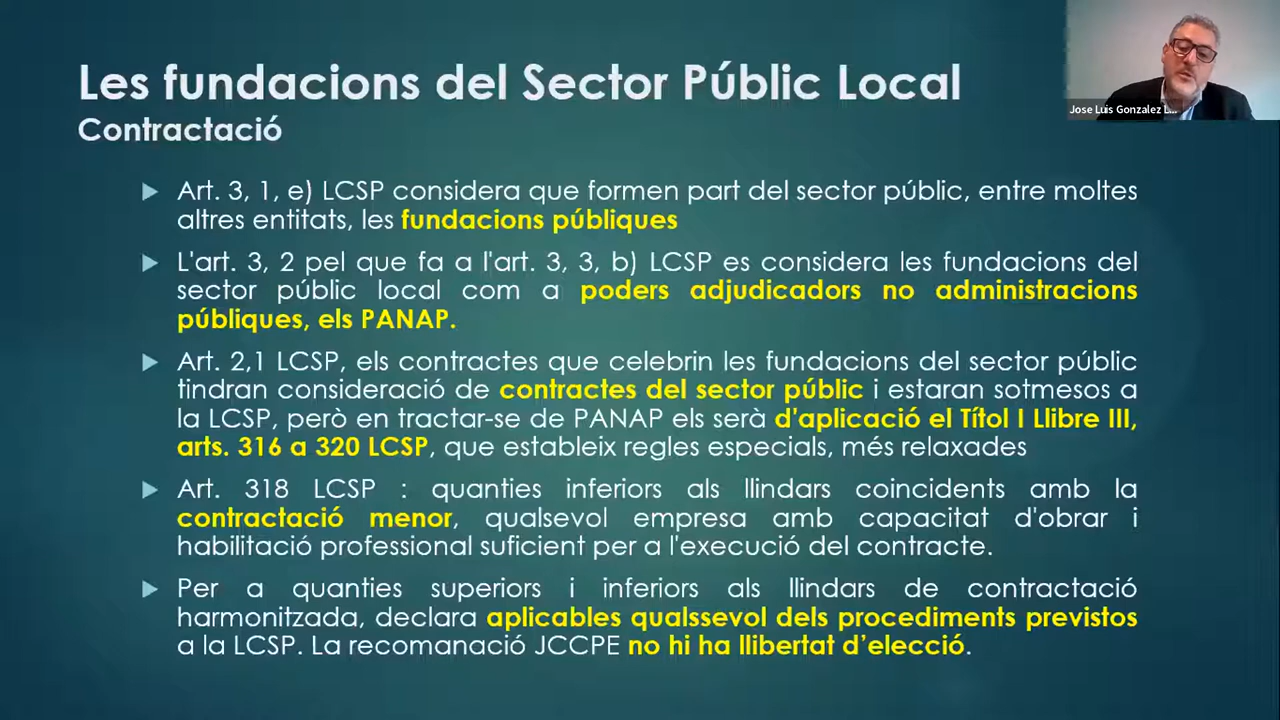 Les fundacions del Sector Públic Local
Contractació
Jose Luis Gonzalez L...
Art. 3, 1, e) LCSP considera que formen part del sector públic, entre moltes
altres entitats, les fundacions públiques
L'art. 3, 2 pel que fa a l'art. 3, 3, b) LCSP es considera les fundacions del
sector públic local com a poders adjudicadors no administracions
públiques, els PANAP.
Art. 2,1 LCSP, els contractes que celebrin les fundacions del sector públic
tindran consideració de contractes del sector públic i estaran sotmesos a
la LCSP, però en tractar-se de PANAP els serà d'aplicació el Títol I Llibre III,
arts. 316 a 320 LCSP, que estableix regles especials, més relaxades
Art. 318 LCSP : quanties inferiors als llindars coincidents amb la
contractació menor, qualsevol empresa amb capacitat d'obrar i
habilitació professional suficient per a l'execució del contracte.
Per a quanties superiors i inferiors als llindars de contractació
harmonitzada, declara aplicables qualssevol dels procediments previstos
a la LCSP. La recomanació JCCPE no hi ha llibertat d’elecció.